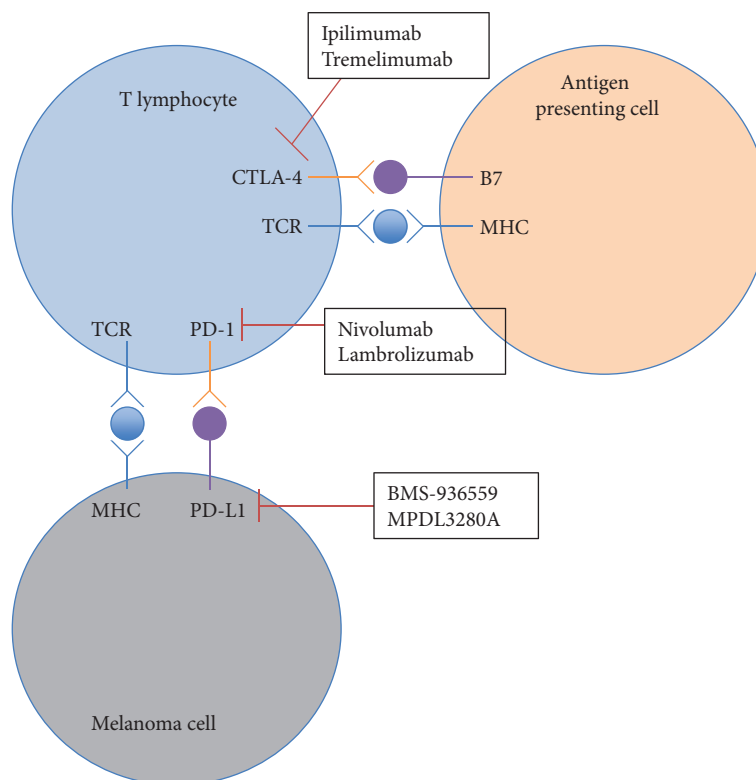 Ipilimumab
Tremelimumab
T lymphocyte
Antigen
presenting cell
CTLA-4
B7
TCR
MHC
TCR
PD-1
Nivolumab
Lambrolizumab
MHC
PD-L1
BMS-936559
MPDL3280A
Melanoma cell